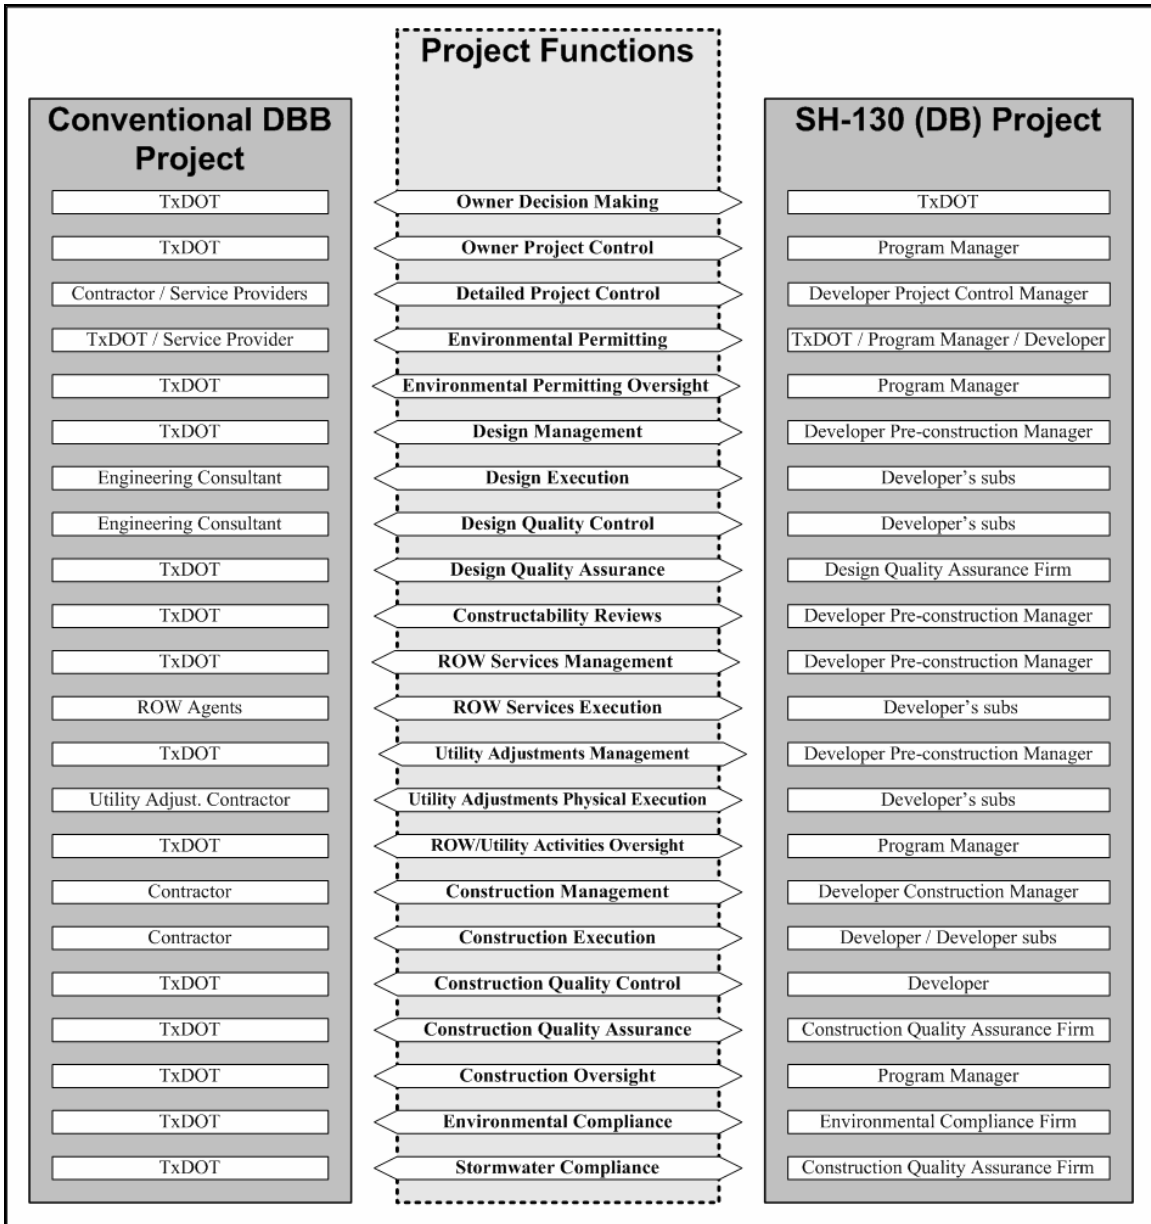 Project Functions
Conventional DBB
Project
SH-130 (DB) Project
TxDOT
Owner Decision Making
TxDOT
TxDOT
Owner Project Control
Program Manager
Contractor / Service Providers
Detailed Project Control
Developer Project Control Manager
TxDOT / Service Provider
Environmental Permitting
TxDOT / Program Manager / Developer
TxDOT
Environmental Permitting Oversight
Program Manager
TxDOT
Design Management
Developer Pre-construction Manager
Engineering Consultant
Design Execution
Developer's subs
Engineering Consultant
Design Quality Control
Developer's subs
TxDOT
Design Quality Assurance
Design Quality Assurance Firm
TxDOT
Constructability Reviews
Developer Pre-construction Manager
TxDOT
ROW Services Management
Developer Pre-construction Manager
ROW Agents
ROW Services Execution
Developer's subs
TxDOT
Utility Adjustments Management
Developer Pre-construction Manager
Utility Adjust. Contractor
Utility Adjustments Physical Execution
Developer's subs
TxDOT
ROW/Utility Activities Oversight
Program Manager
Contractor
Construction Management
Developer Construction Manager
Contractor
Construction Execution
Developer / Developer subs
TxDOT
Construction Quality Control
Developer
TxDOT
Construction Quality Assurance
Construction Quality Assurance Firm
TxDOT
Construction Oversight
Program Manager
TxDOT
Environmental Compliance
Environmental Compliance Firm
TxDOT
Stormwater Compliance
Construction Quality Assurance Firm